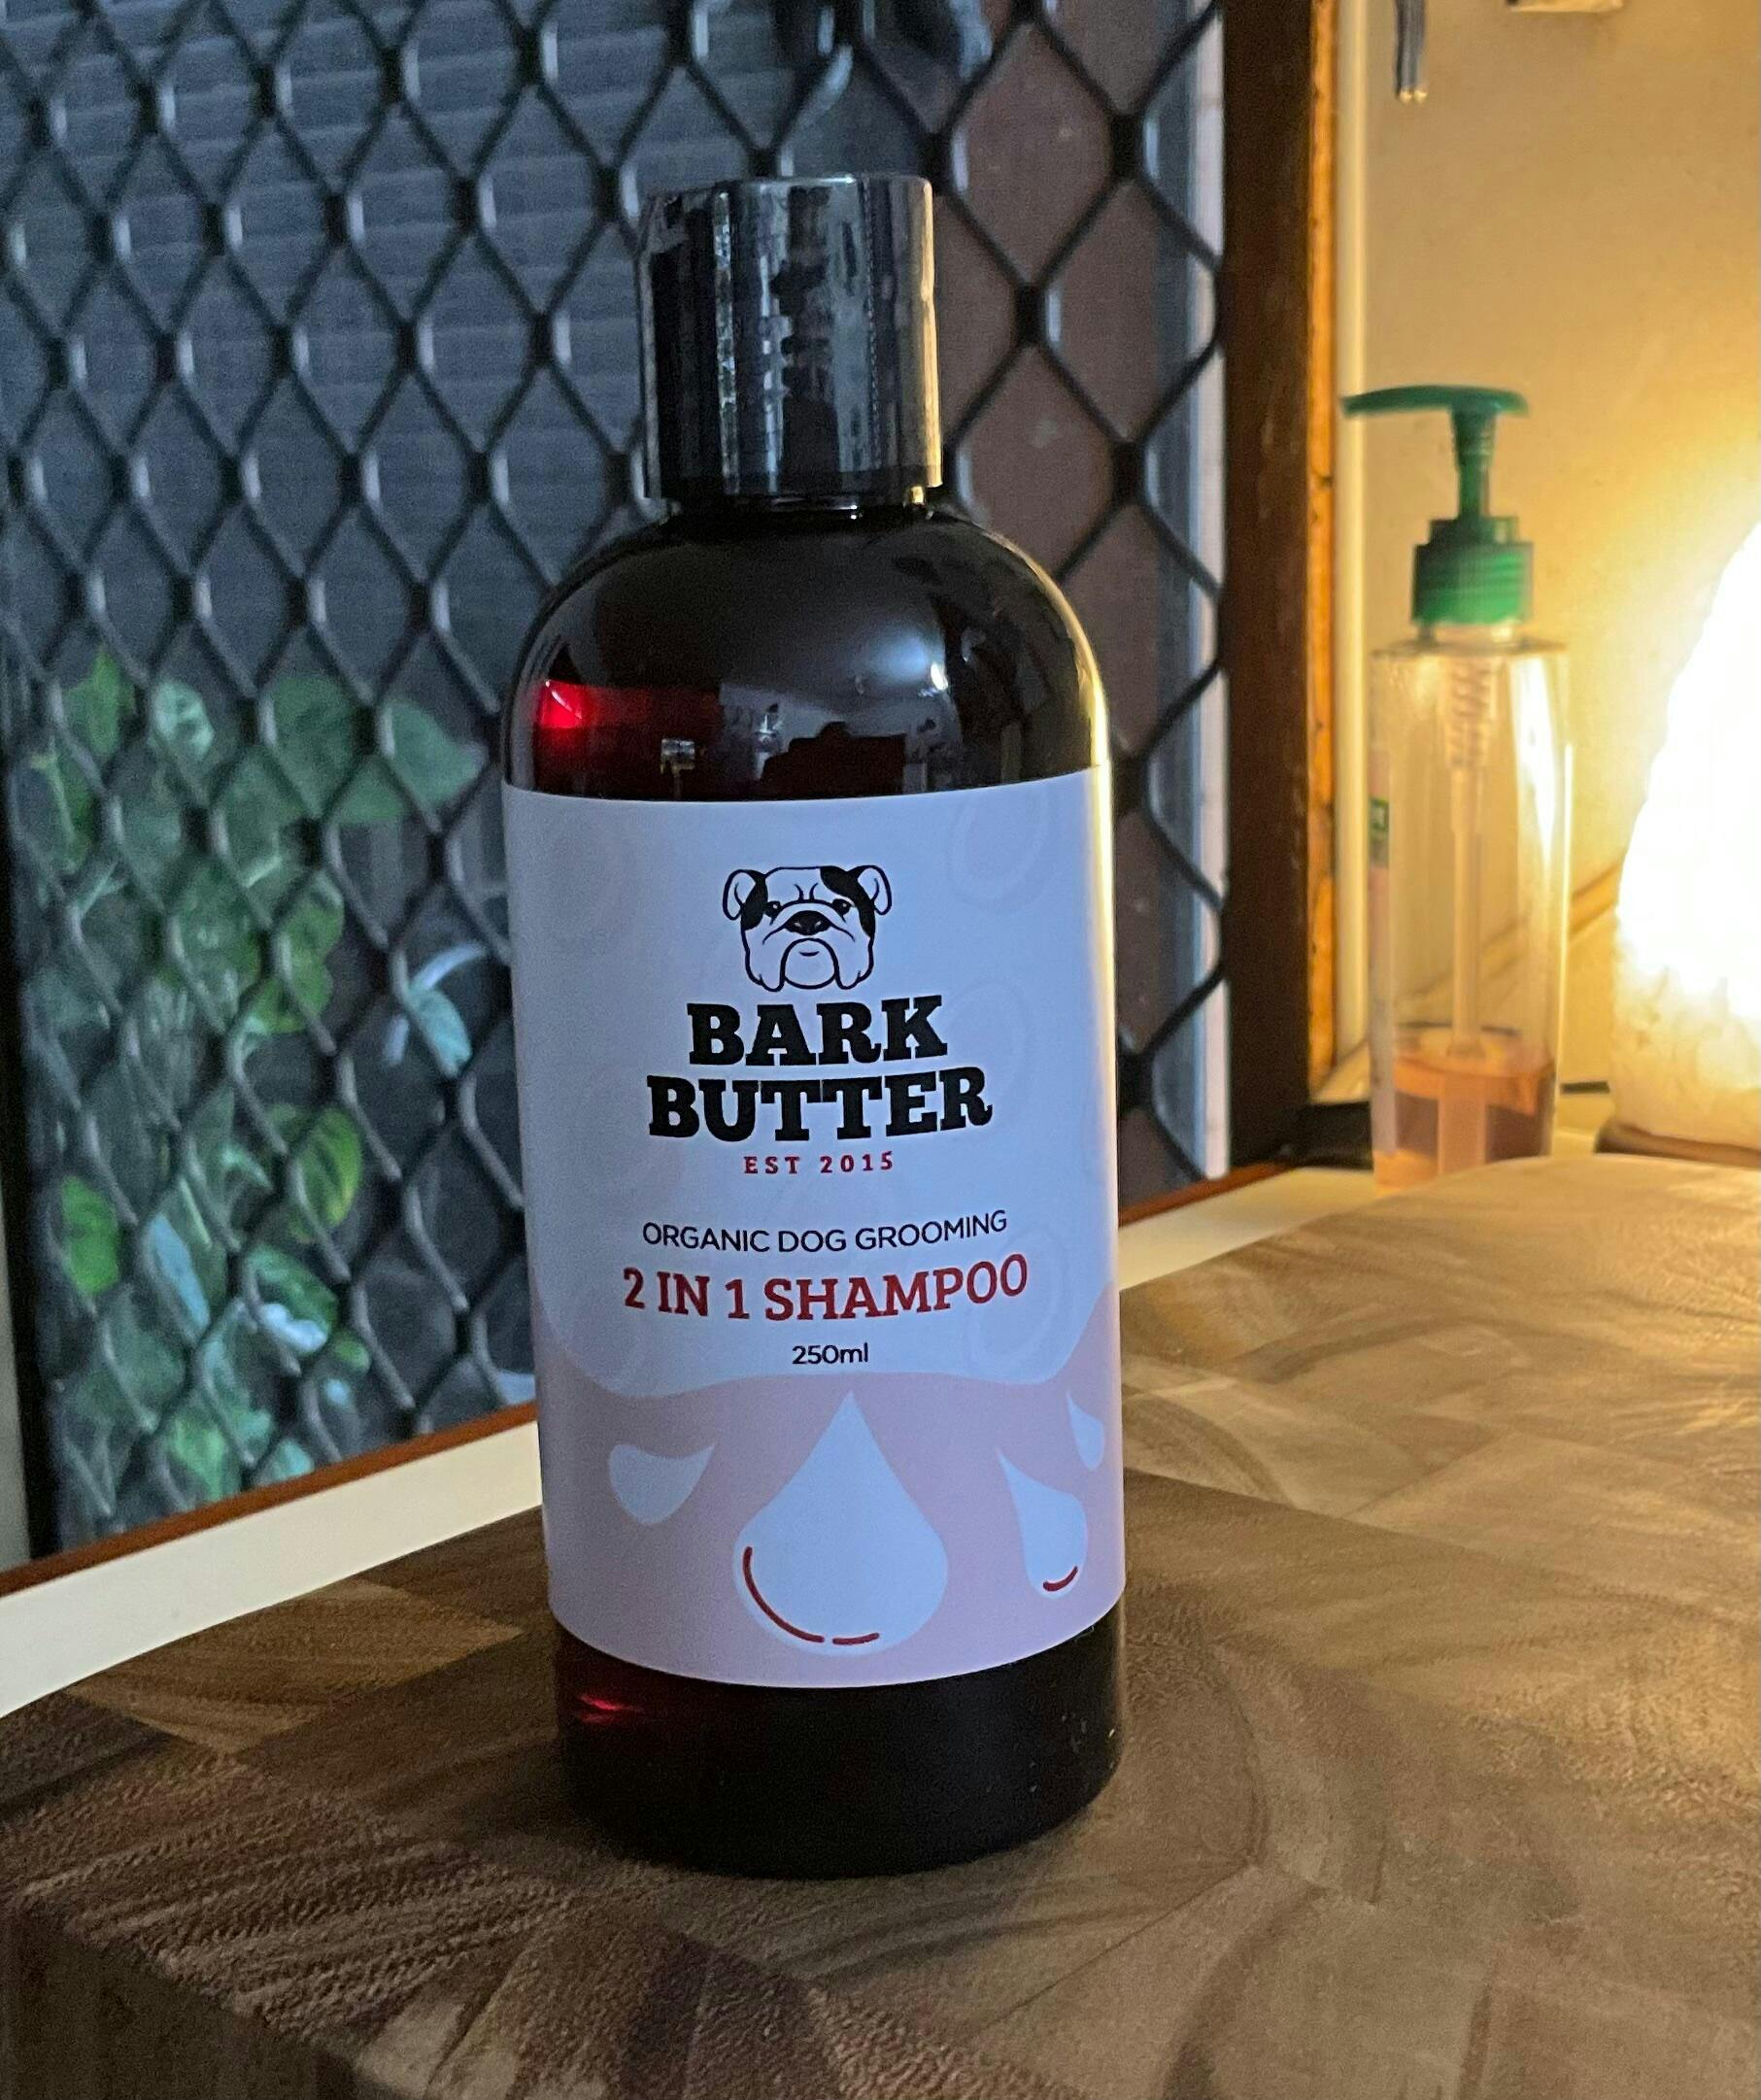 BARK
BUTTER
EST 2015
ORGANIC DOG GROOMING
2 IN 1 SHAMPOO
250ml